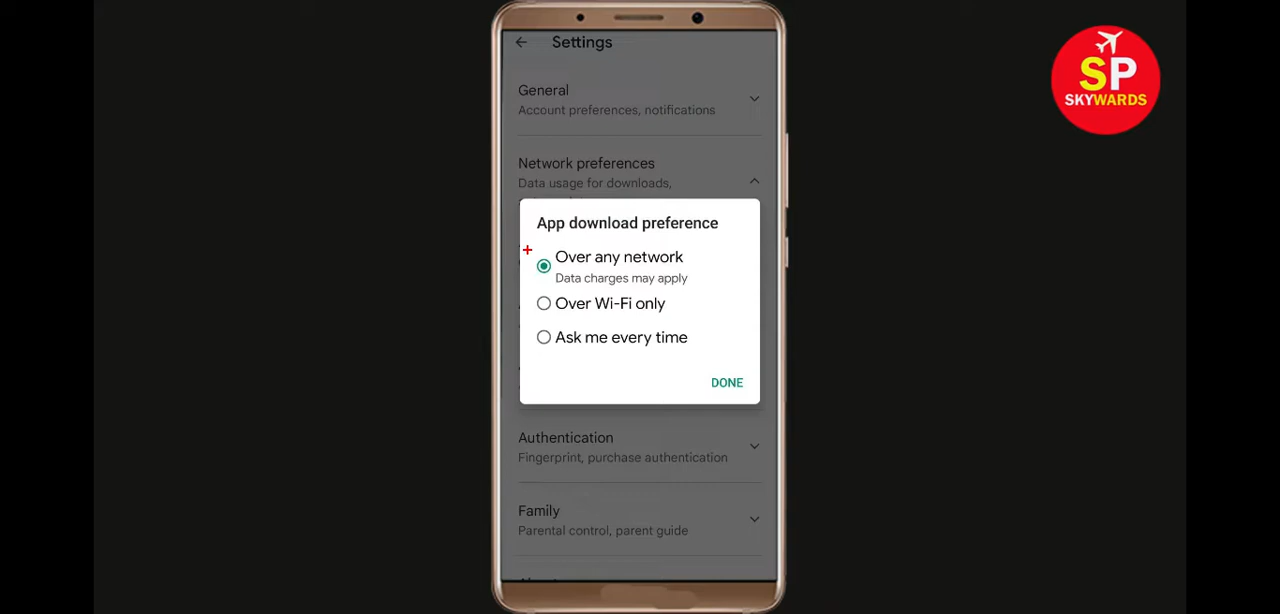 Settings
General
Account preferences, notifications
Network preferences
Data usage for downloads,
App download preference
Over any network
Data charges may apply
Over Wi-Fi only
Ask me every time
DONE
Authentication
Fingerprint, purchase authentication
Family
Parental control, parent guide
SP
SKYWARDS